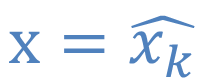 x = \widehat{x_k}